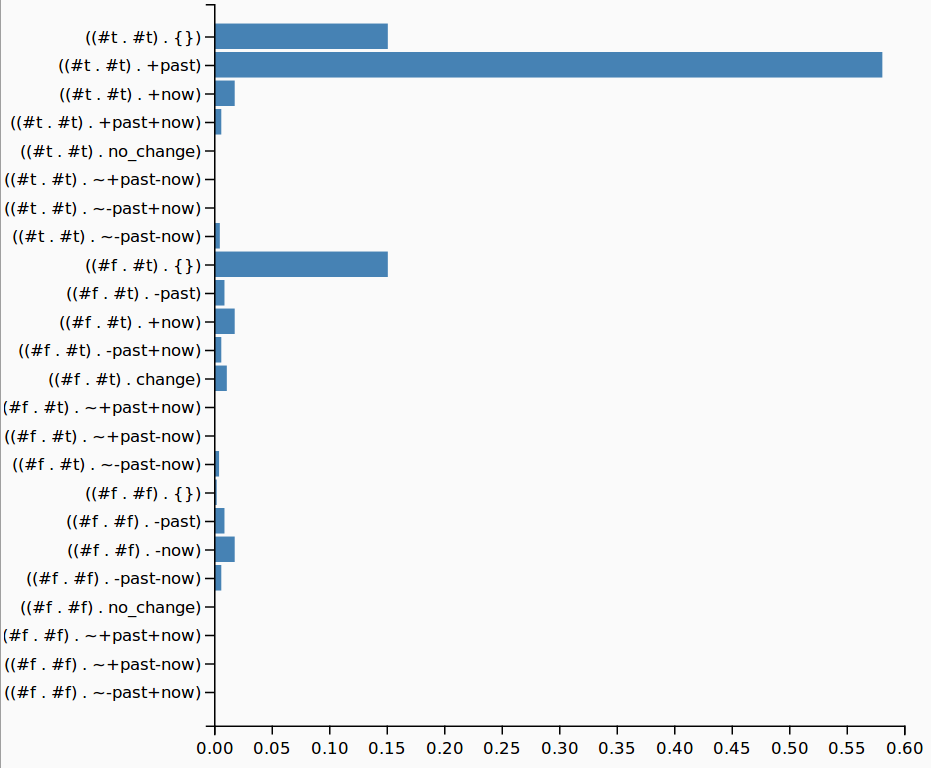 ((#t . #t) . {})
((#t . #t) . +past)
((#t . #t) . +now)
((#t . #t) . +past+now)
((#t . #t) . no_change)
((#t . #t) . ~+past-now)
((#t . #t) . ~-past+now)
((#t . #t) . ~-past-now)
((#f . #t) . {})
((#f . #t) . -past)
((#f . #t) . +now)
((#f . #t) . -past+now)
((#f . #t) . change)
(#f . #t) . ~+past+now)
((#f . #t) . ~+past-now)
((#f . #t) . ~-past-now)
((#f . #f) . {})
((#f . #f) . -past)
((#f . #f) . -now)
((#f . #f) . -past-now)
((#f . #f) . no_change)
(#f . #f) . ~+past+now)
((#f . #f) . ~+past-now)
((#f . #f) . ~-past+now)
0.00 0.05 0.10 0.15 0.20 0.25 0.30 0.35 0.40 0.45 0.50 0.55 0.60